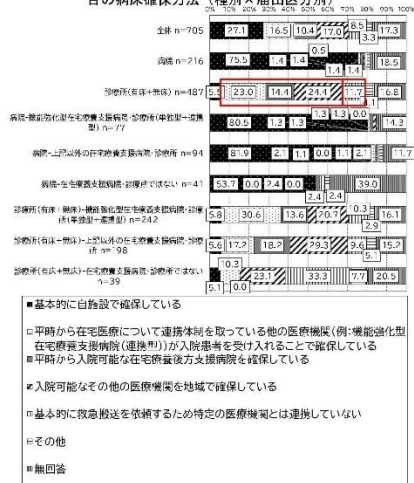 合の病床確保方法（種別×届出区分別）
0% 10% 20% 30% 40% 50% 60% 70% 80% 90% 100%
全体 n=705 27.1 16.5 10.4 17.0 8.5 3.3 17.3
病院 n=216 75.5 1.4 1.4 0.5 1.4 1.4 18.5
診療所（有床+無床） n=487 5.5 23.0 14.4 24.4 11.7 4.1 16.8
病院-機能強化型在宅療養支援病院・診療所（単独型+連携
型） n=77 80.5 1.3 1.3 1.3 1.3 0.0 14.3
病院-上記以外の在宅療養支援病院・診療所 n=94 81.9 2.1 1.1 0.0 1.1 2.1 11.7
病院-在宅療養支援病院・診療所ではない n=41 53.7 0.0 2.4 0.0 2.4 2.4 39.0
診療所（有床+無床）-機能強化型在宅療養支援病院・診療
所（単独型+連携型） n=242 5.8 30.6 13.6 20.7 10.3 2.9 16.1
診療所（有床+無床）-上記以外の在宅療養支援病院・診療
所 n=198 5.6 17.2 18.2 29.3 9.6 5.1 15.2
診療所（有床+無床）-在宅療養支援病院・診療所ではない
n=39 5.1 10.3 0.0 23.1 33.3 7.7 20.5
■基本的に自施設で確保している
□平時から在宅医療について連携体制を取っている他の医療機関（例:機能強化型
在宅療養支援病院（連携型））が入院患者を受け入れることで確保している
平時から入院可能な在宅療養後方支援病院を確保している
入院可能なその他の医療機関を地域で確保している
基本的に救急搬送を依頼するため特定の医療機関とは連携していない
その他
無回答